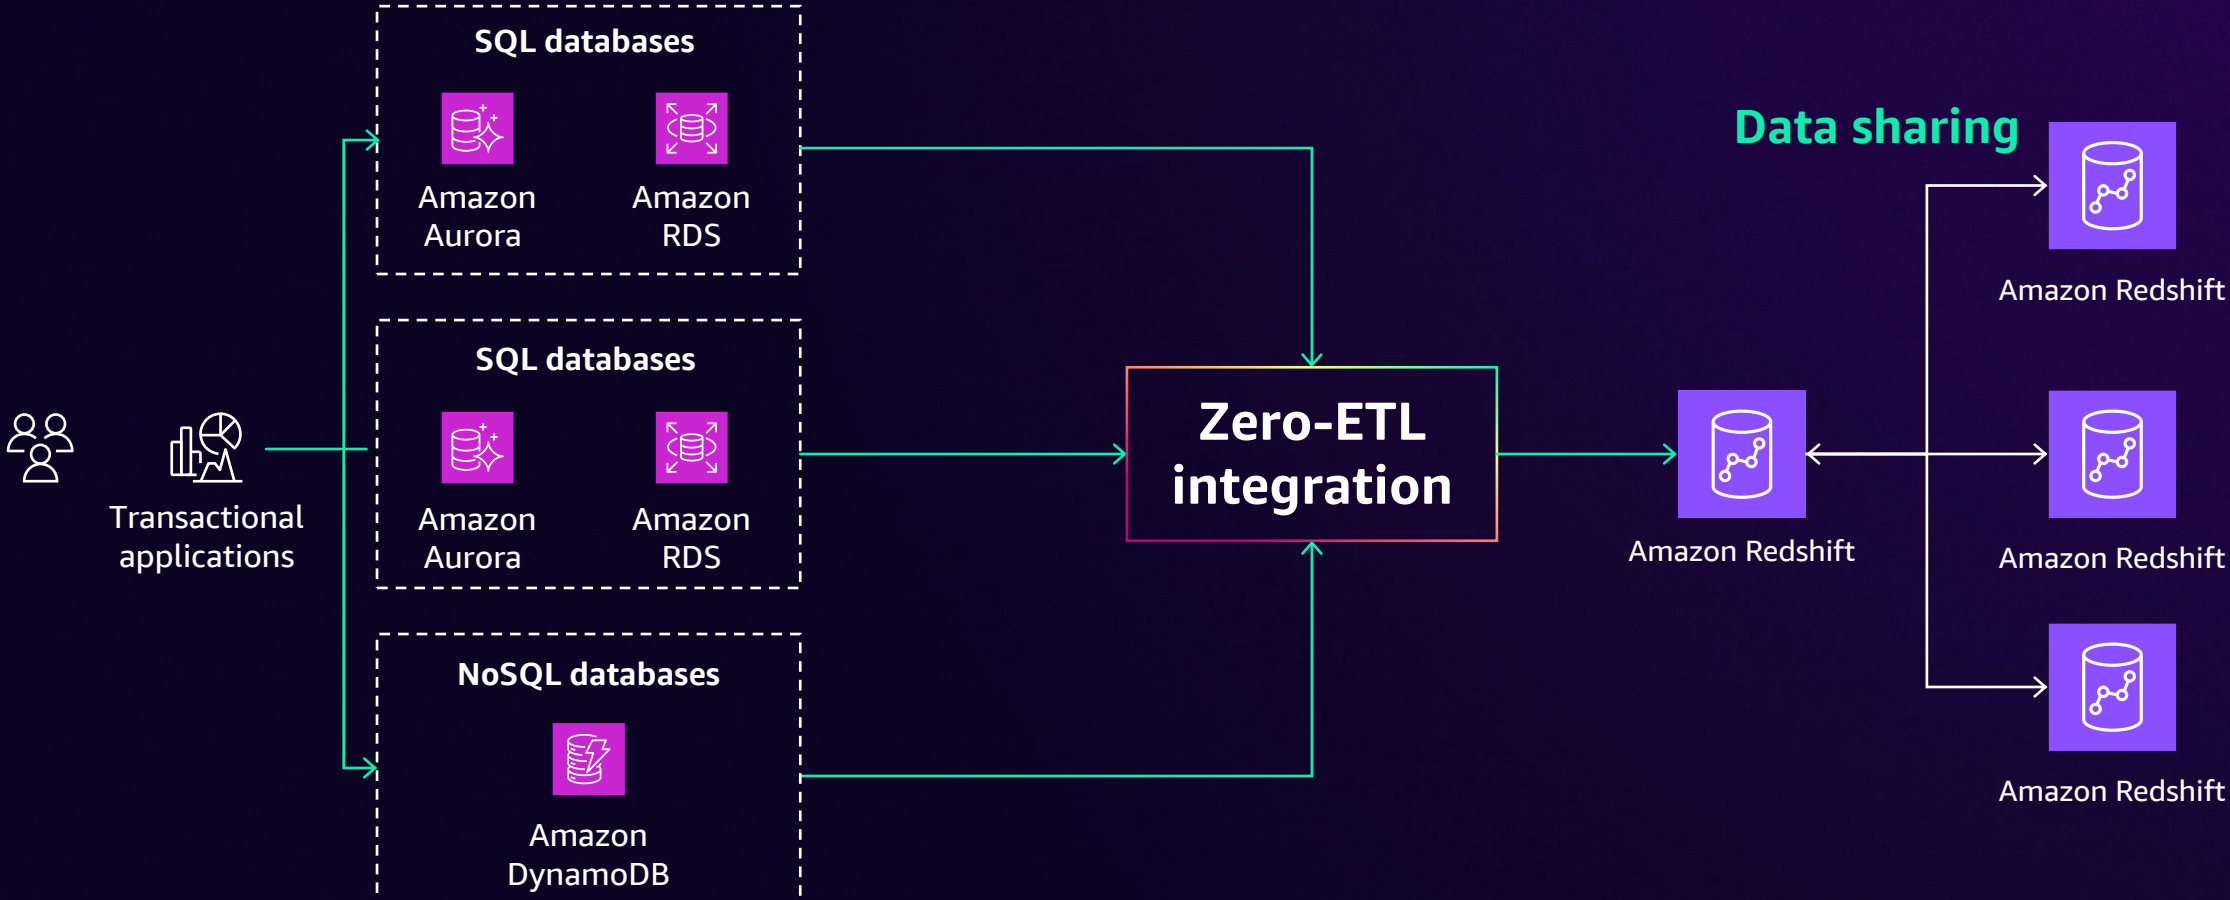 SQL databases
Amazon
Aurora
Amazon
RDS
SQL databases
Amazon
Aurora
Amazon
RDS
NoSQL databases
Amazon
DynamoDB
Transactional
applications
Zero-ETL
integration
Amazon Redshift
Data sharing
Amazon Redshift
Amazon Redshift
Amazon Redshift